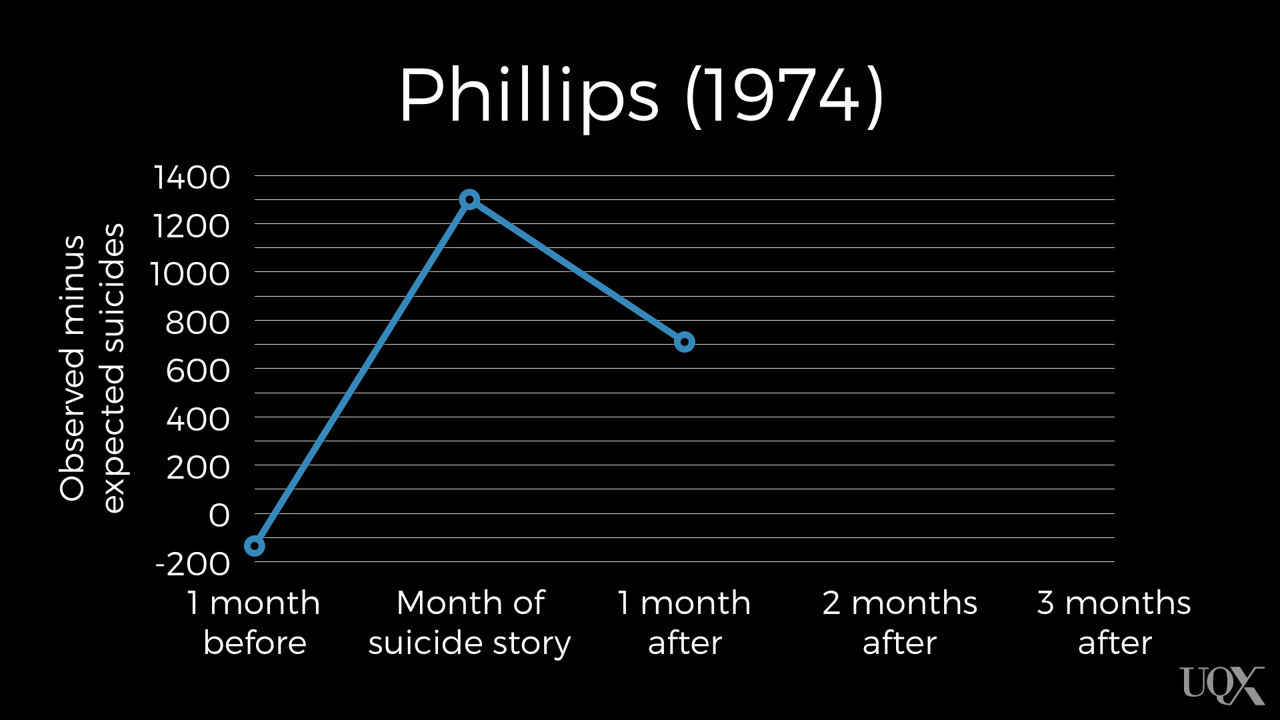 Phillips (1974)
1400
1200
1000
800
600
400
200
0
-200
Observed minus
expected suicides
1 month
before
Month of
suicide story
1 month
after
2 months
after
3 months
after
UQX